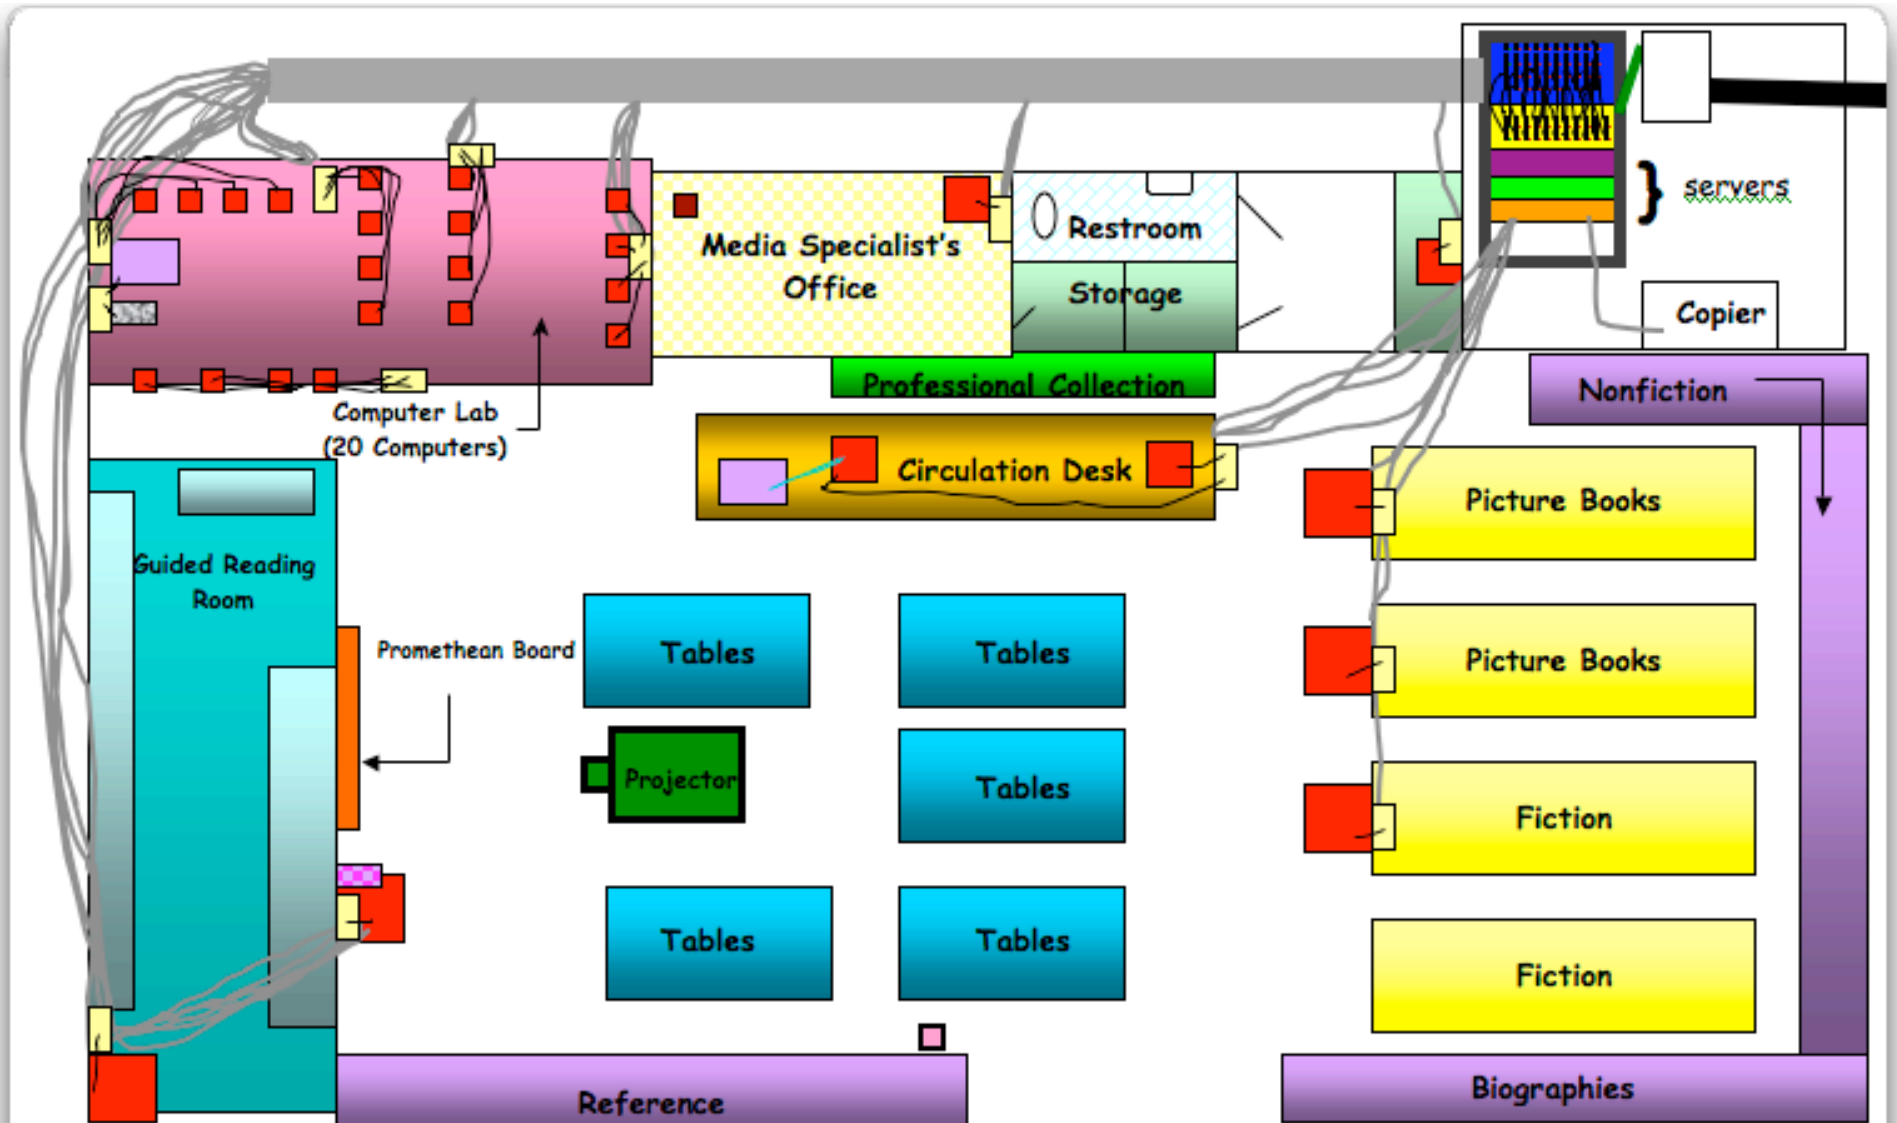 servers
Restroom
Media Specialist's
Office
Storage
Copier
Professional Collection
Nonfiction
Computer Lab
(20 Computers)
Circulation Desk
Picture Books
Guided Reading
Room
Promethean Board
Tables
Tables
Picture Books
Projector
Tables
Fiction
Tables
Tables
Fiction
Reference
Biographies